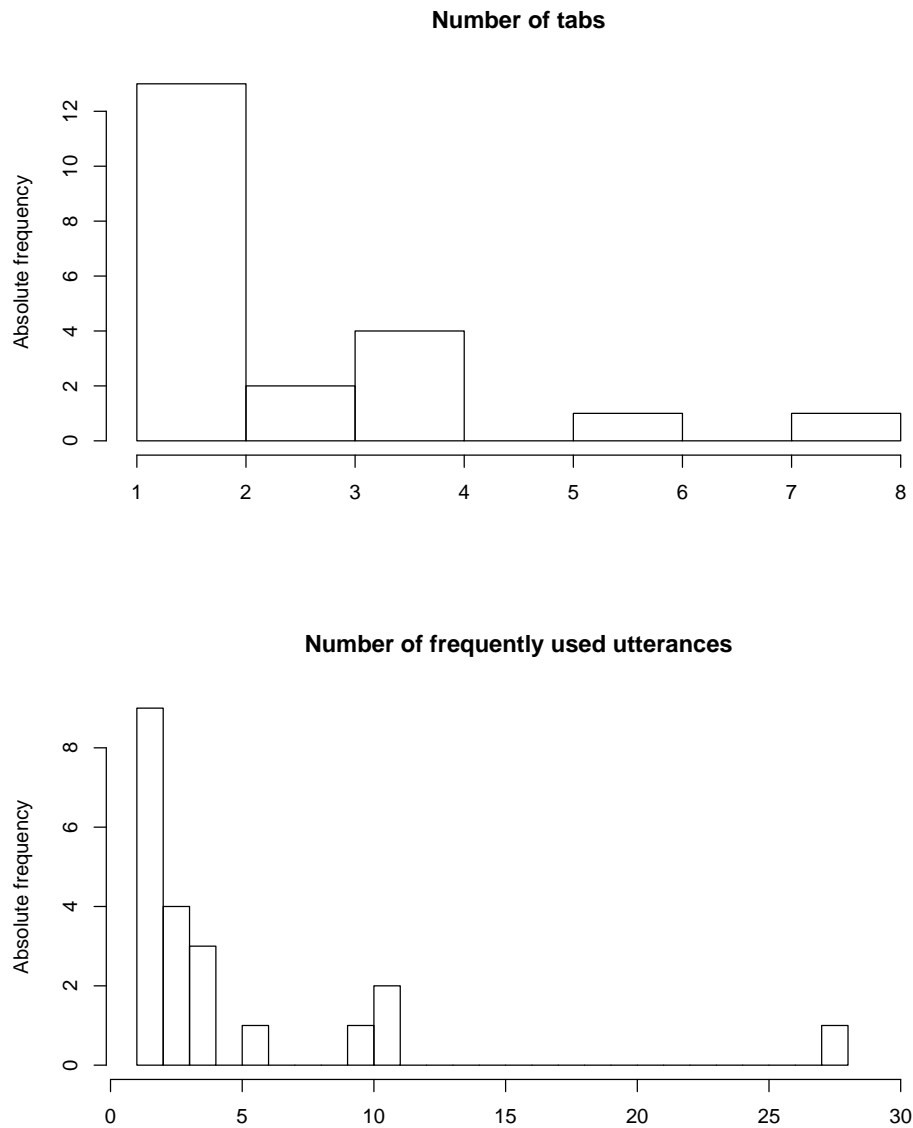 Number of tabs
Absolute frequency
12
10
8
6
4
2
0
1 2 3 4 5 6 7 8
Number of frequently used utterances
Absolute frequency
8
6
4
2
0
0 5 10 15 20 25 30